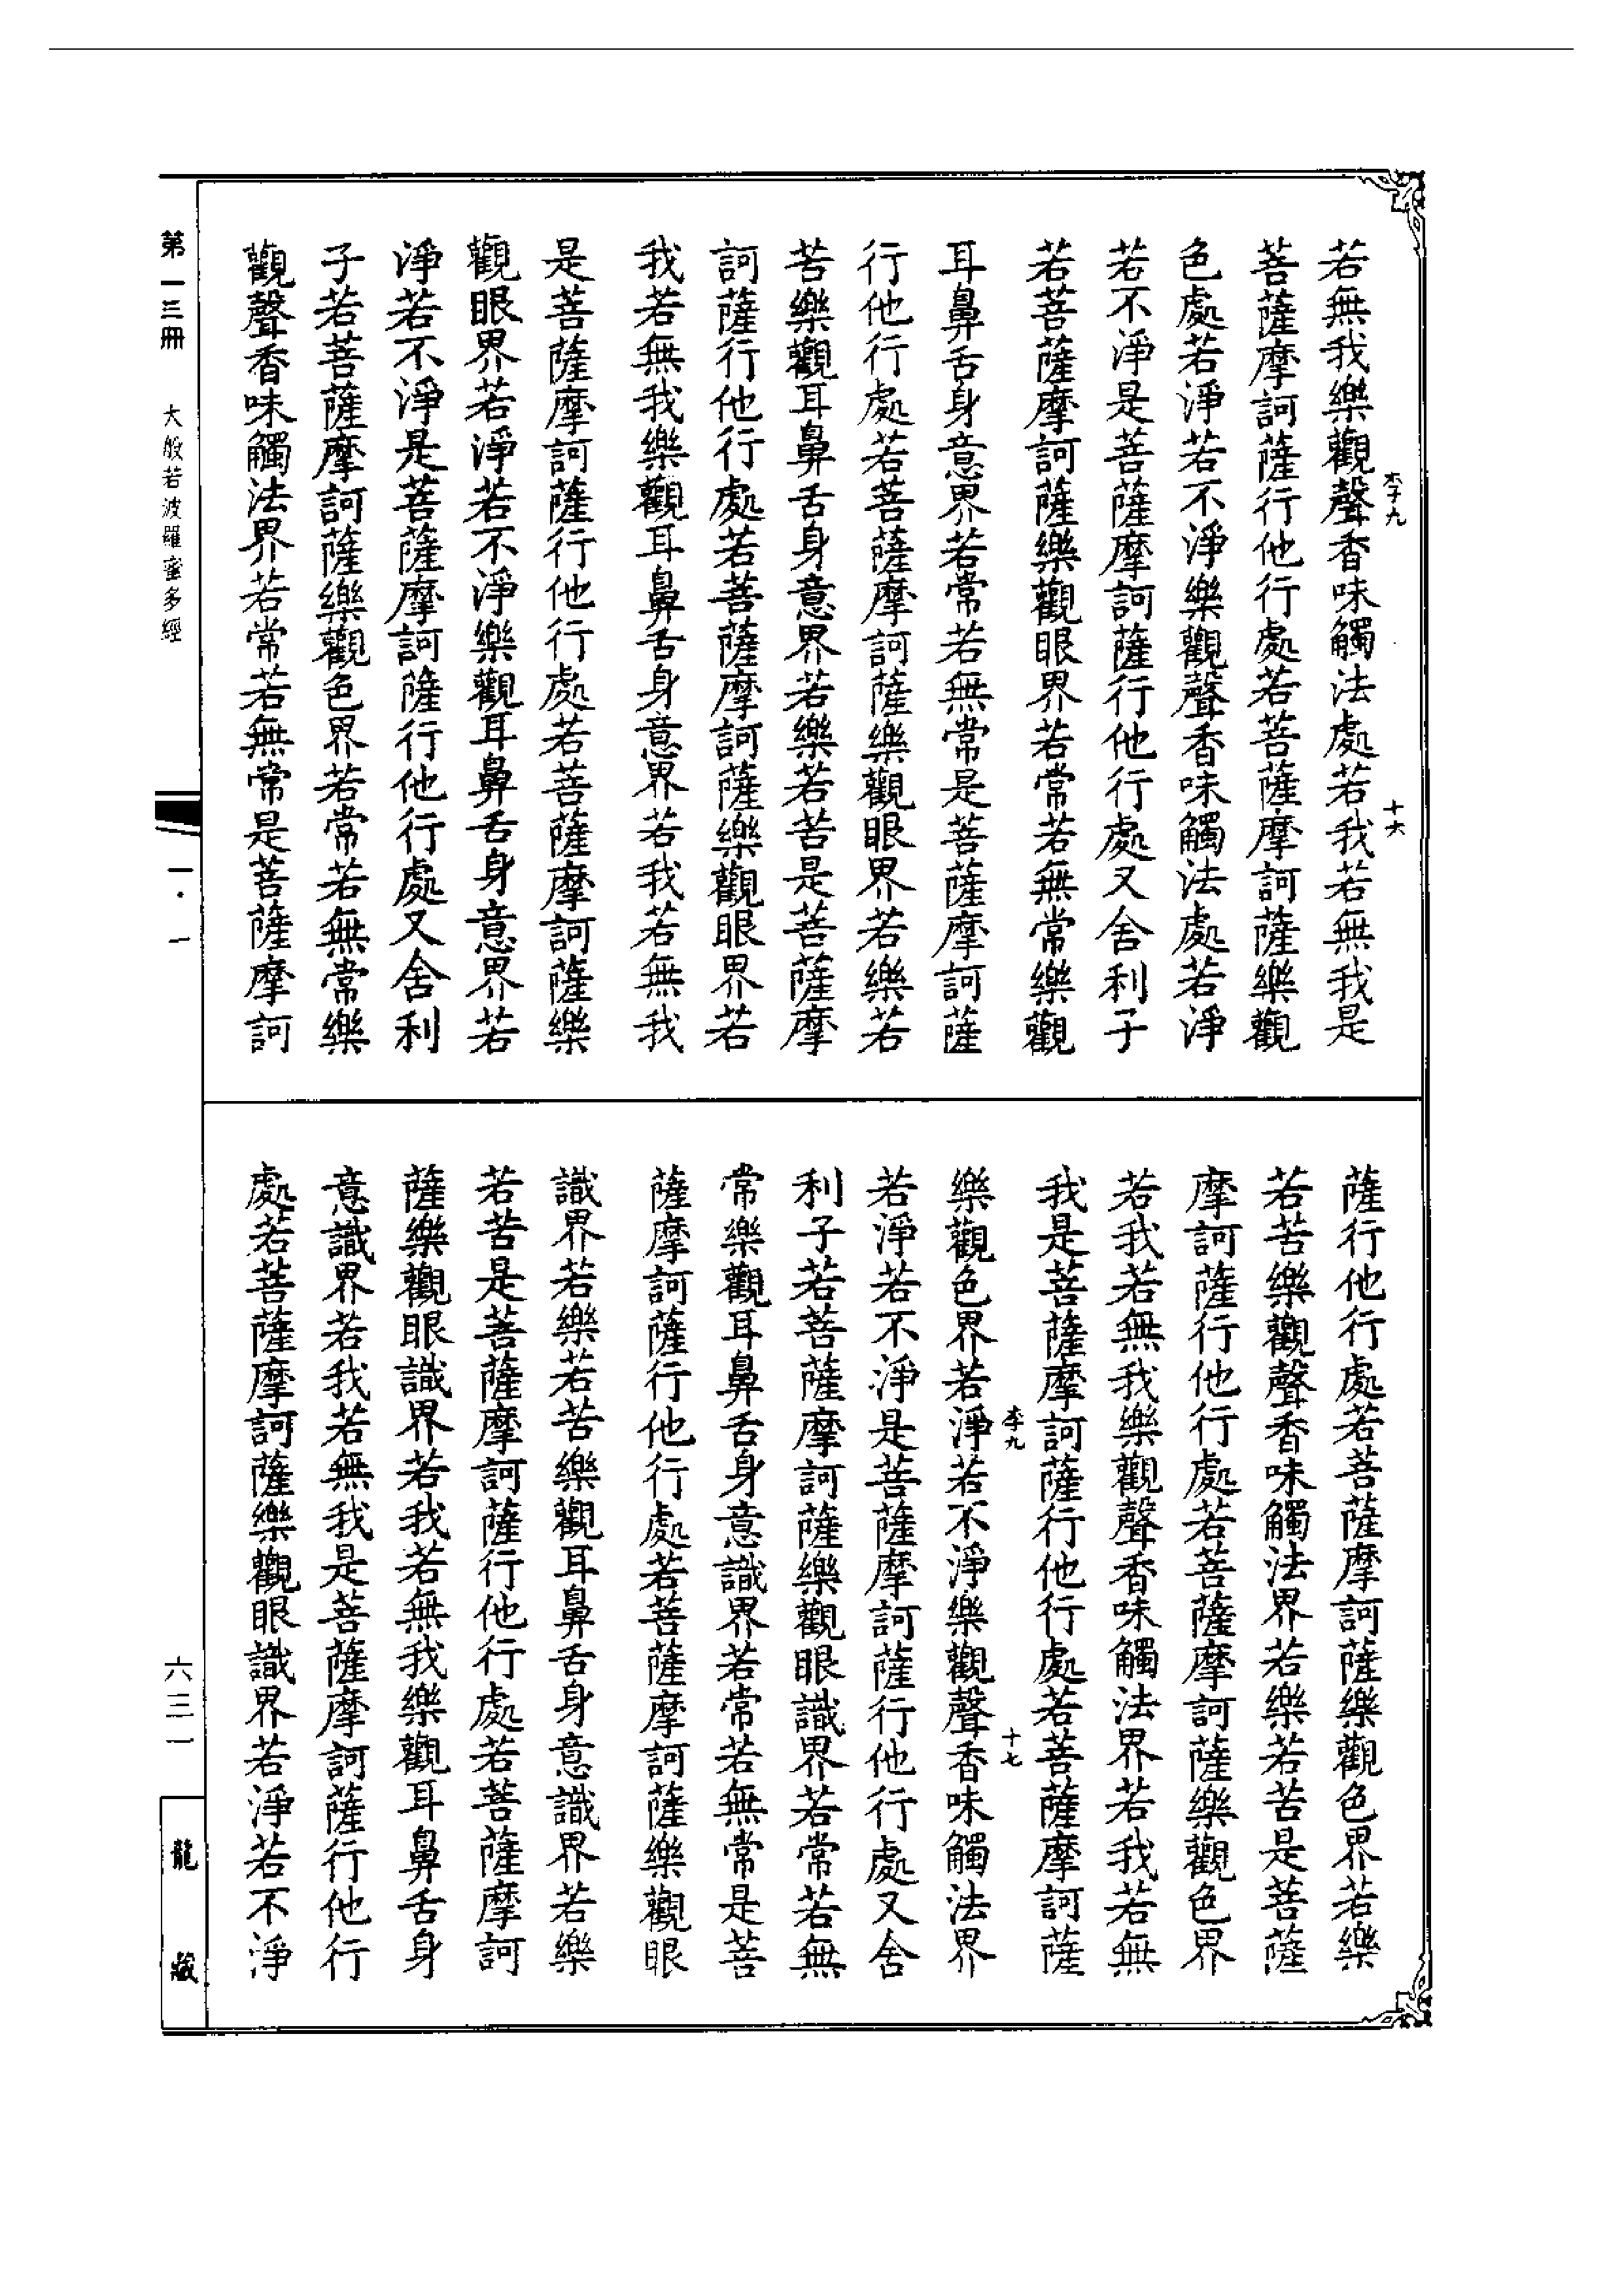 李九
十六
若無我樂觀聲香味觸法處若我若無我是
菩薩摩訶薩行他行處若菩薩摩訶薩樂觀
色處若淨若不淨樂觀聲香味觸法處若淨
若不淨是菩薩摩訶薩行他行處又舍利子
若菩薩摩訶薩樂觀眼界若常若無常樂觀
耳鼻舌身意界若常若無常是菩薩摩訶薩
行他行處若菩薩摩訶薩樂觀眼界若樂若
苦樂觀耳鼻舌身意界若樂若苦是菩薩摩
訶薩行他行處若菩薩摩訶薩樂觀眼界若
我若無我樂觀耳鼻舌身意界若我若無我
是菩薩摩訶薩行他行處若菩薩摩訶薩樂
觀眼界若淨若不淨樂觀耳鼻舌身意界若
淨若不淨是菩薩摩訶薩行他行處又舍利
子若菩薩摩訶薩樂觀色界若常若無常樂
觀聲香味觸法界若常若無常是菩薩摩訶
薩行他行處若菩薩摩訶薩樂觀色界若樂
若苦樂觀聲香味觸法界若樂若苦是菩薩
摩訶薩行他行處若菩薩摩訶薩樂觀色界
若我若無我樂觀聲香味觸法界若我若無
我是菩薩摩訶薩行他行處若菩薩摩訶薩
李九
十七
樂觀色界若淨若不淨樂觀聲香味觸法界
若淨若不淨是菩薩摩訶薩行他行處又舍
利子若菩薩摩訶薩樂觀眼識界若常若無
常樂觀耳鼻舌身意識界若常若無常是菩
薩摩訶薩行他行處若菩薩摩訶薩樂觀眼
識界若樂若苦樂觀耳鼻舌身意識界若樂
若苦是菩薩摩訶薩行他行處若菩薩摩訶
薩樂觀眼識界若我若無我樂觀耳鼻舌身
意識界若我若無我是菩薩摩訶薩行他行
處若菩薩摩訶薩樂觀眼識界若淨若不淨
第一三冊 大般若波羅蜜多經
一·一
六三一
龍藏